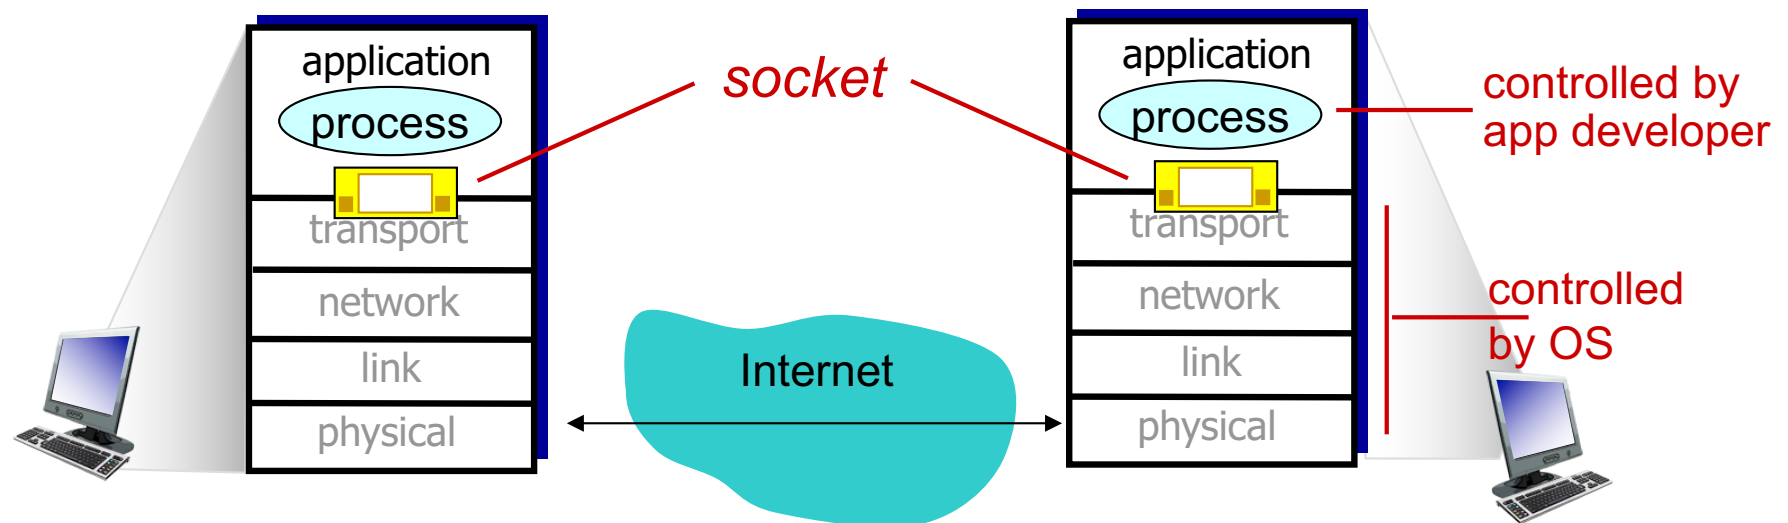 application
process
transport
network
link
physical
socket
Internet
application
process
transport
network
link
physical
controlled by
app developer
controlled
by OS